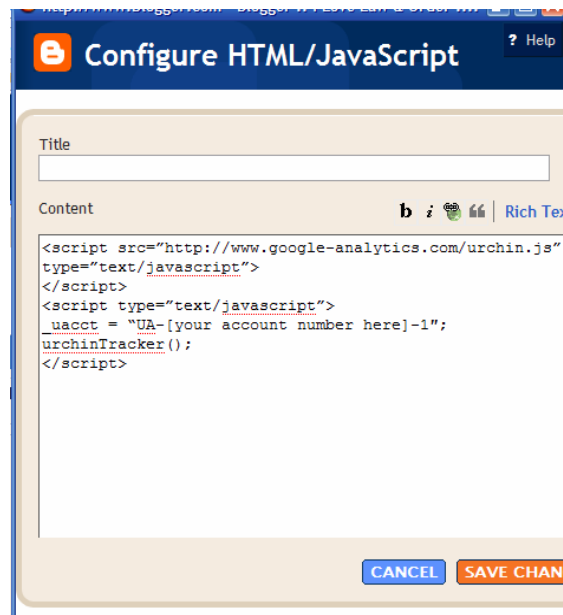 Configure HTML/JavaScript
? Help
Title
Content
b i “ Rich Tex
<script src=”http://www.google-analytics.com/urchin.js”
type=”text/javascript”>
</script>
<script type=”text/javascript”>
_uacct = “UA-[your account number here]-1”;
urchinTracker();
</script>
CANCEL
SAVE CHAN